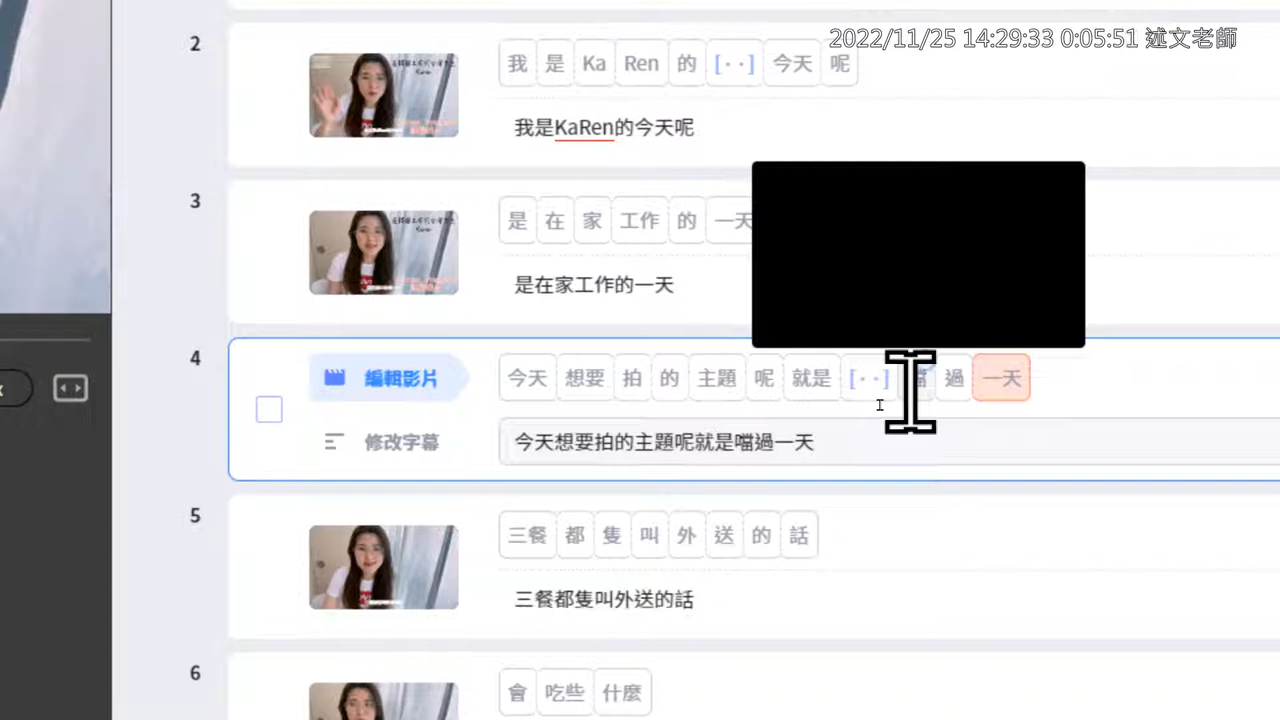 2022/11/25 14:29:33 0:05:51 述文老師
2
我 是 Ka Ren 的 [··] 今天 呢
我是KaRen的今天呢
3
是 在 家 工作 的 一天
是在家工作的一天
4
編輯影片
今天 想要 拍 的 主題 呢 就是 [··] 過 一天
修改字幕
今天想要拍的主題呢就是噹過一天
5
三餐 都 隻 叫 外 送 的 話
三餐都隻叫外送的話
6
會 吃些 什麼